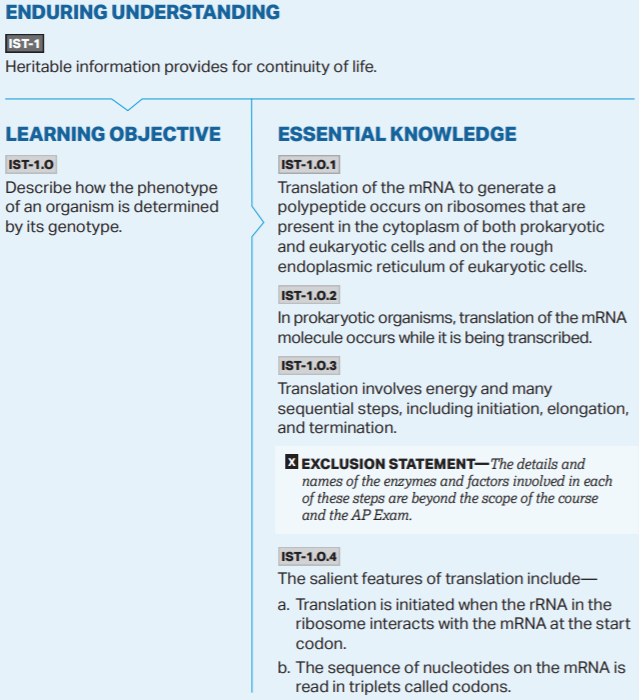 ENDURING UNDERSTANDING
IST-1
Heritable information provides for continuity of life.
LEARNING OBJECTIVE
IST-1.O
Describe how the phenotype
of an organism is determined
by its genotype.
ESSENTIAL KNOWLEDGE
IST-1.O.1
Translation of the mRNA to generate a
polypeptide occurs on ribosomes that are
present in the cytoplasm of both prokaryotic
and eukaryotic cells and on the rough
endoplasmic reticulum of eukaryotic cells.
IST-1.O.2
In prokaryotic organisms, translation of the mRNA
molecule occurs while it is being transcribed.
IST-1.O.3
Translation involves energy and many
sequential steps, including initiation, elongation,
and termination.
X EXCLUSION STATEMENT—The details and
names of the enzymes and factors involved in each
of these steps are beyond the scope of the course
and the AP Exam.
IST-1.O.4
The salient features of translation include—
a. Translation is initiated when the rRNA in the
ribosome interacts with the mRNA at the start
codon.
b. The sequence of nucleotides on the mRNA is
read in triplets called codons.